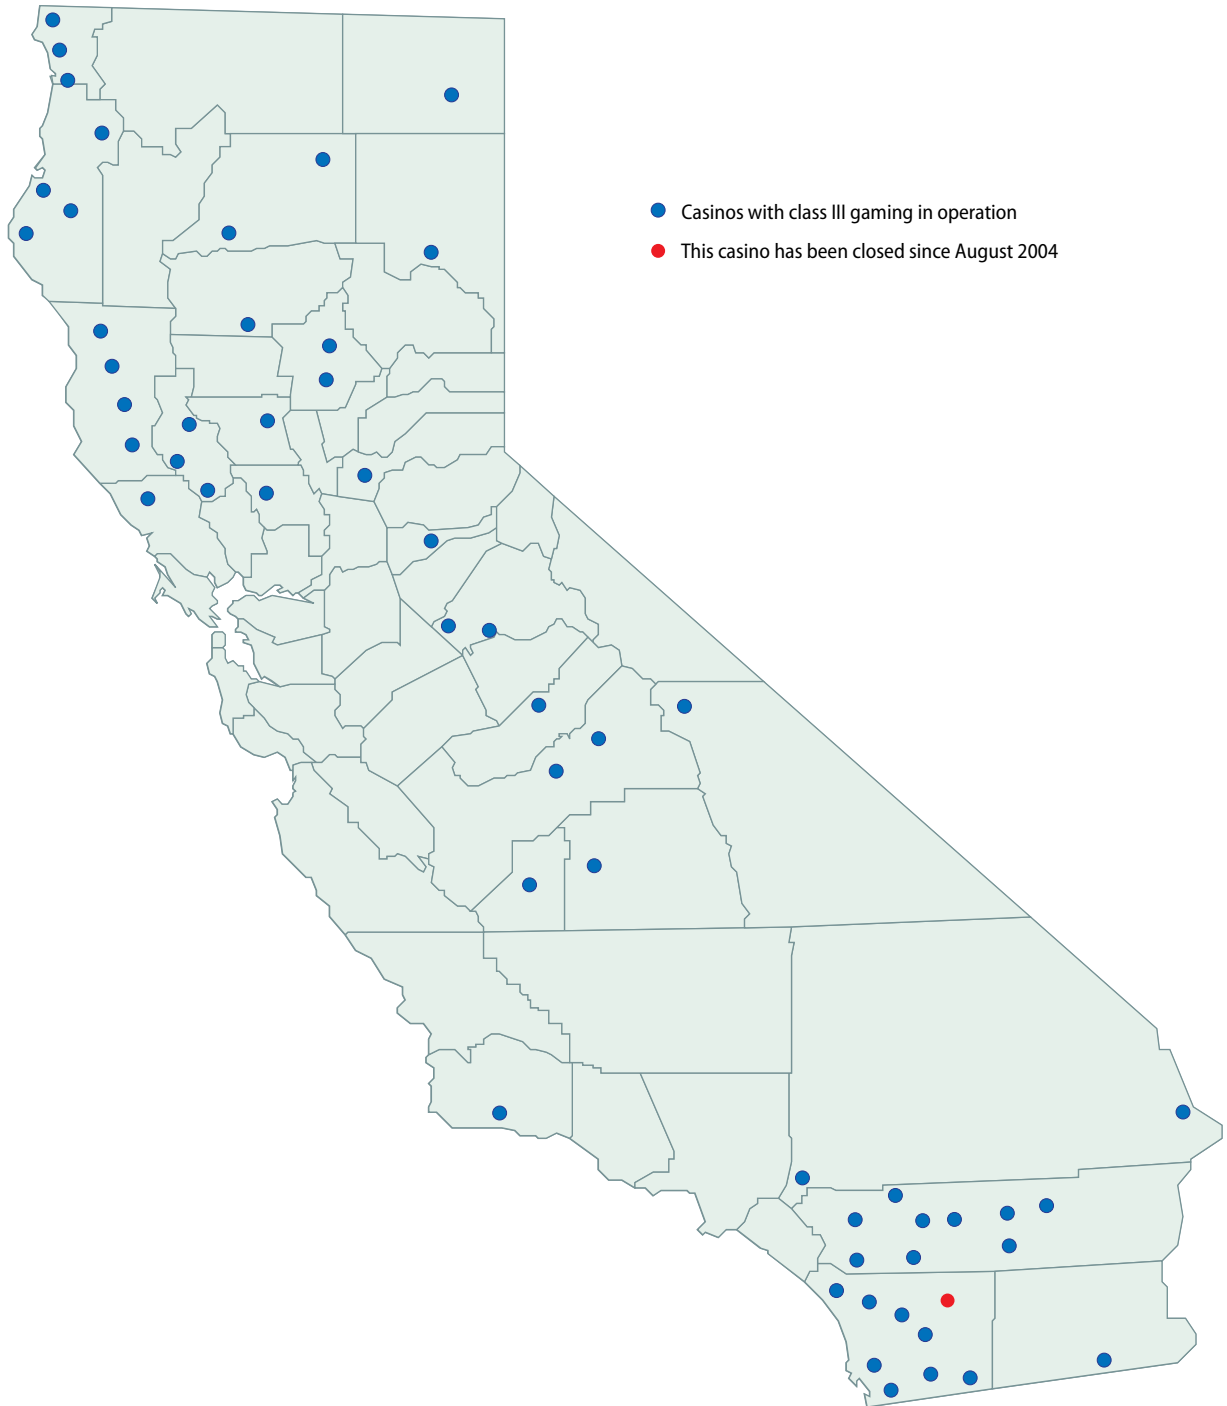 Casinos with class III gaming in operation
This casino has been closed since August 2004